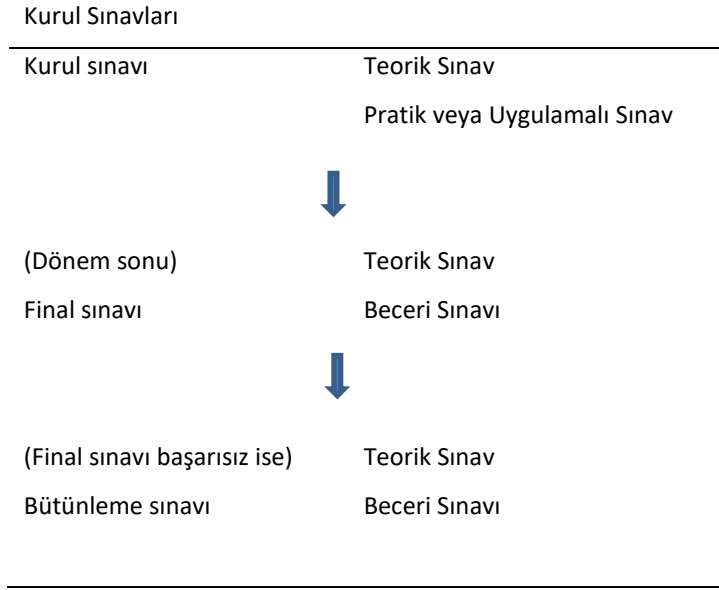 Kurul Sınavları
Kurul sınavı Teorik Sınav
Pratik veya Uygulamalı Sınav
(Dönem sonu) Teorik Sınav
Final sınavı Beceri Sınavı
(Final sınavı başarısız ise) Teorik Sınav
Bütünleme sınavı Beceri Sınavı